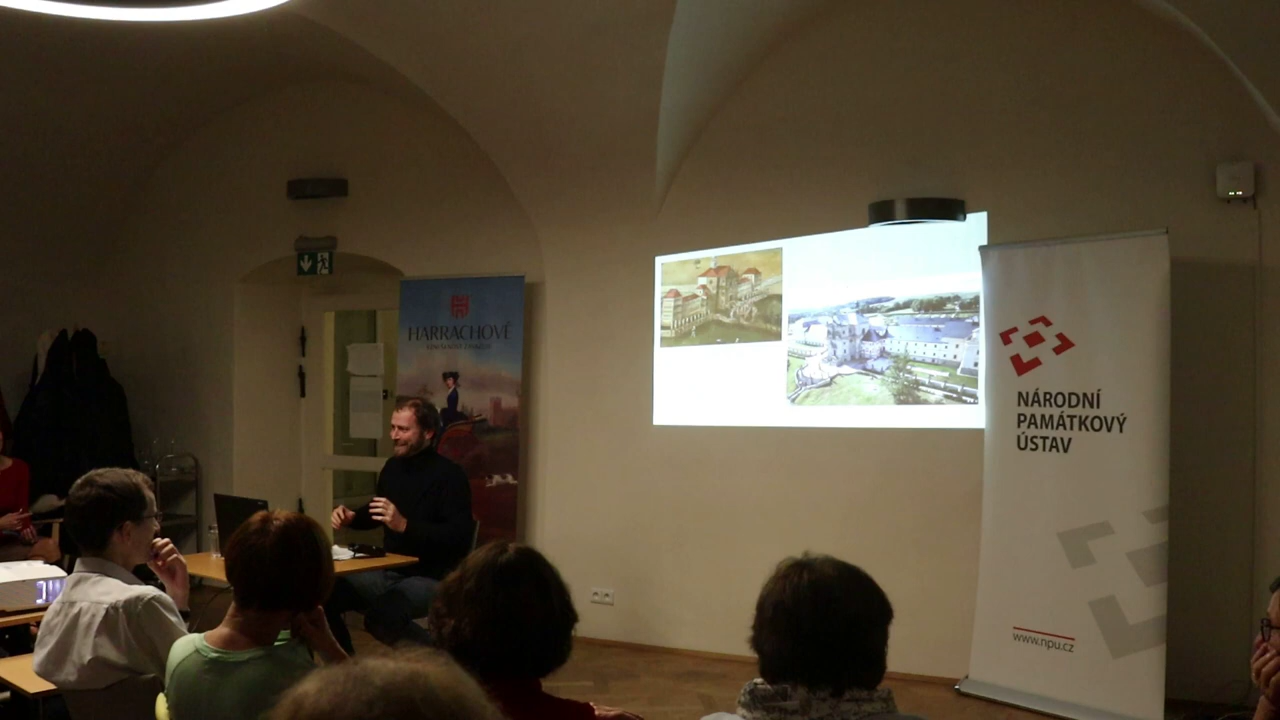 HARRACHOVÉ
NÁRODNÍ
PAMÁTKOVÝ
ÚSTAV
www.npu.cz